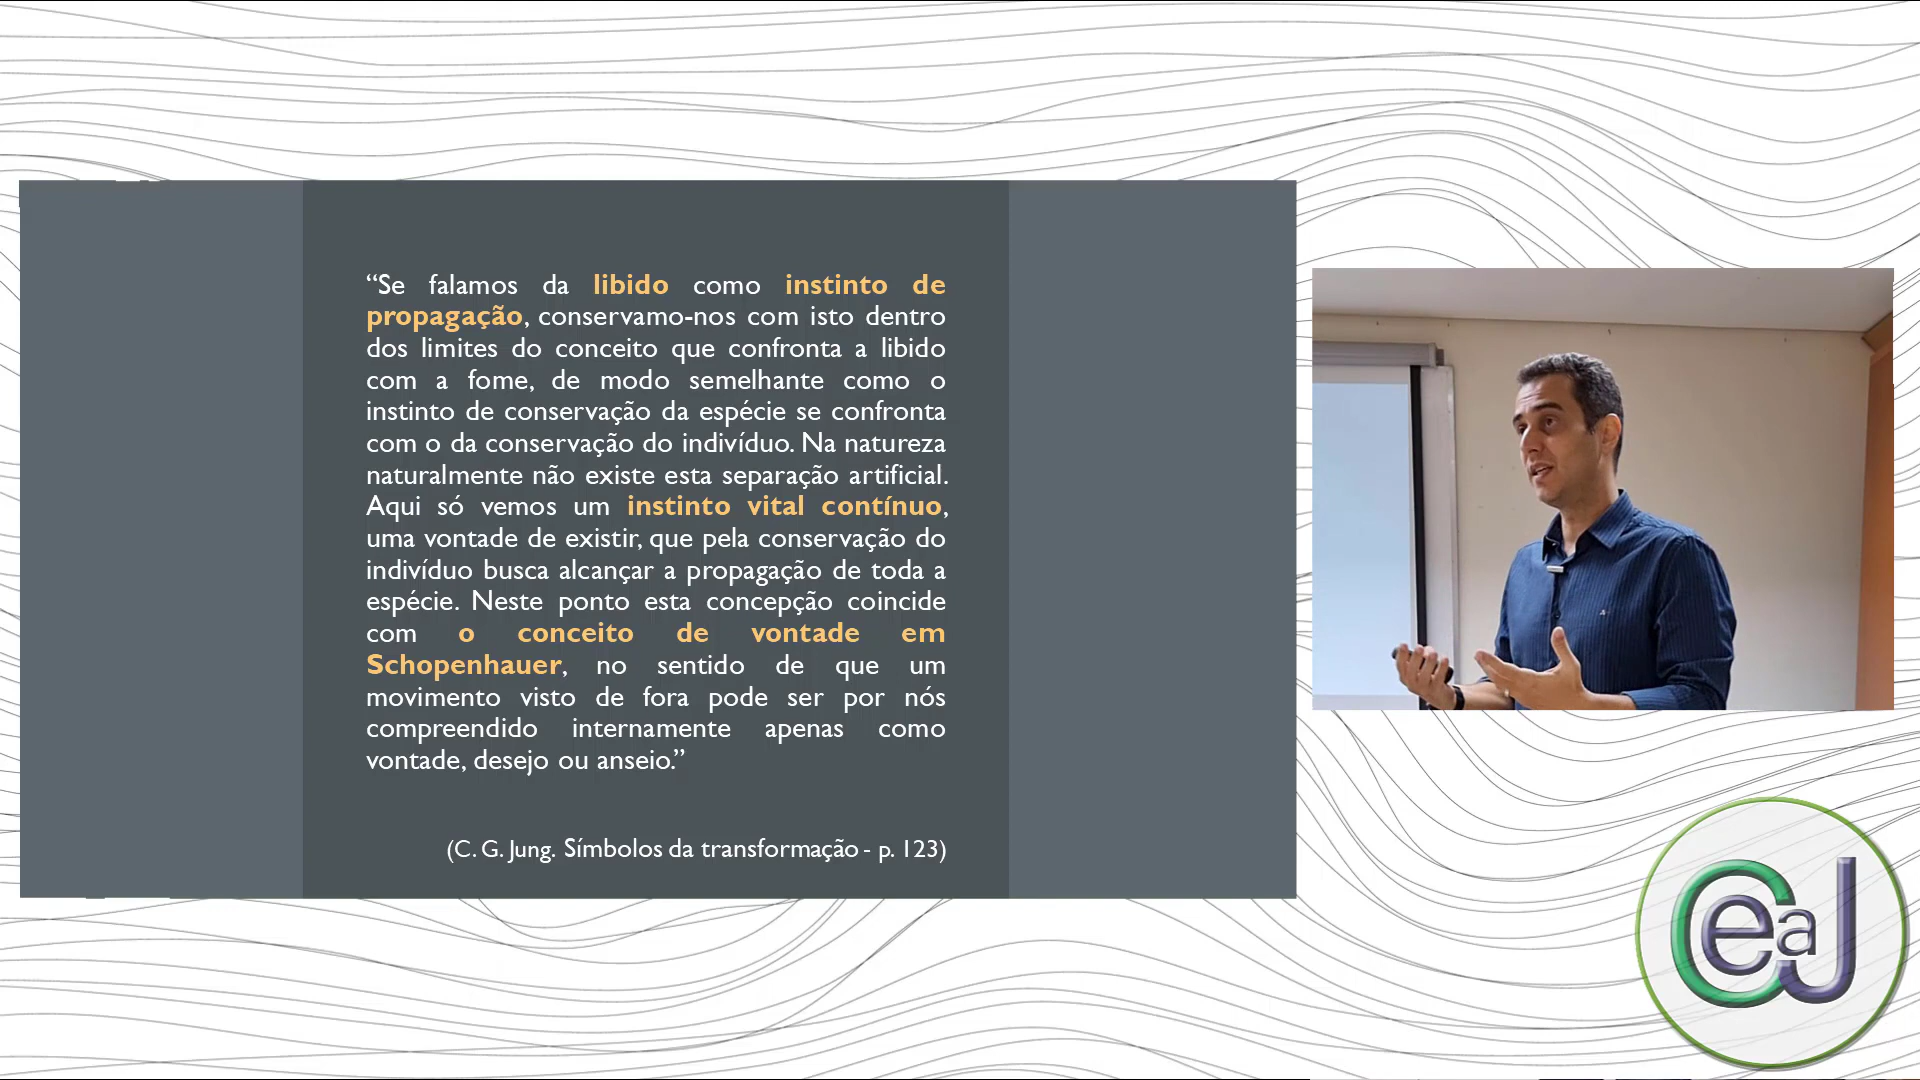 “Se falamos da libido como instinto de
propagação, conservamo-nos com isto dentro
dos limites do conceito que confronta a libido
com a fome, de modo semelhante como o
instinto de conservação da espécie se confronta
com o da conservação do indivíduo. Na natureza
naturalmente não existe esta separação artificial.
Aqui só vemos um instinto vital contínuo,
uma vontade de existir, que pela conservação do
indivíduo busca alcançar a propagação de toda a
espécie. Neste ponto esta concepção coincide
com o conceito de vontade em
Schopenhauer, no sentido de que um
movimento visto de fora pode ser por nós
compreendido internamente apenas como
vontade, desejo ou anseio.”
(C. G. Jung. Símbolos da transformação - p. 123)
CeaJ